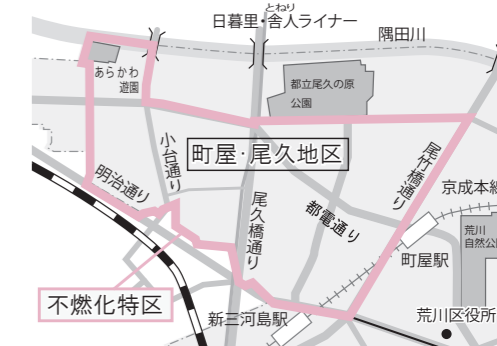 とねり
日暮里・舎人ライナー
隅田川
あらかわ
遊園
都立尾久の原
公園
小台通り
町屋・尾久地区
尾竹橋通り
明治通り
尾久橋通り
都電通り
京成本線
荒川
自然公
町屋駅
不燃化特区
新三河島駅
荒川区役所